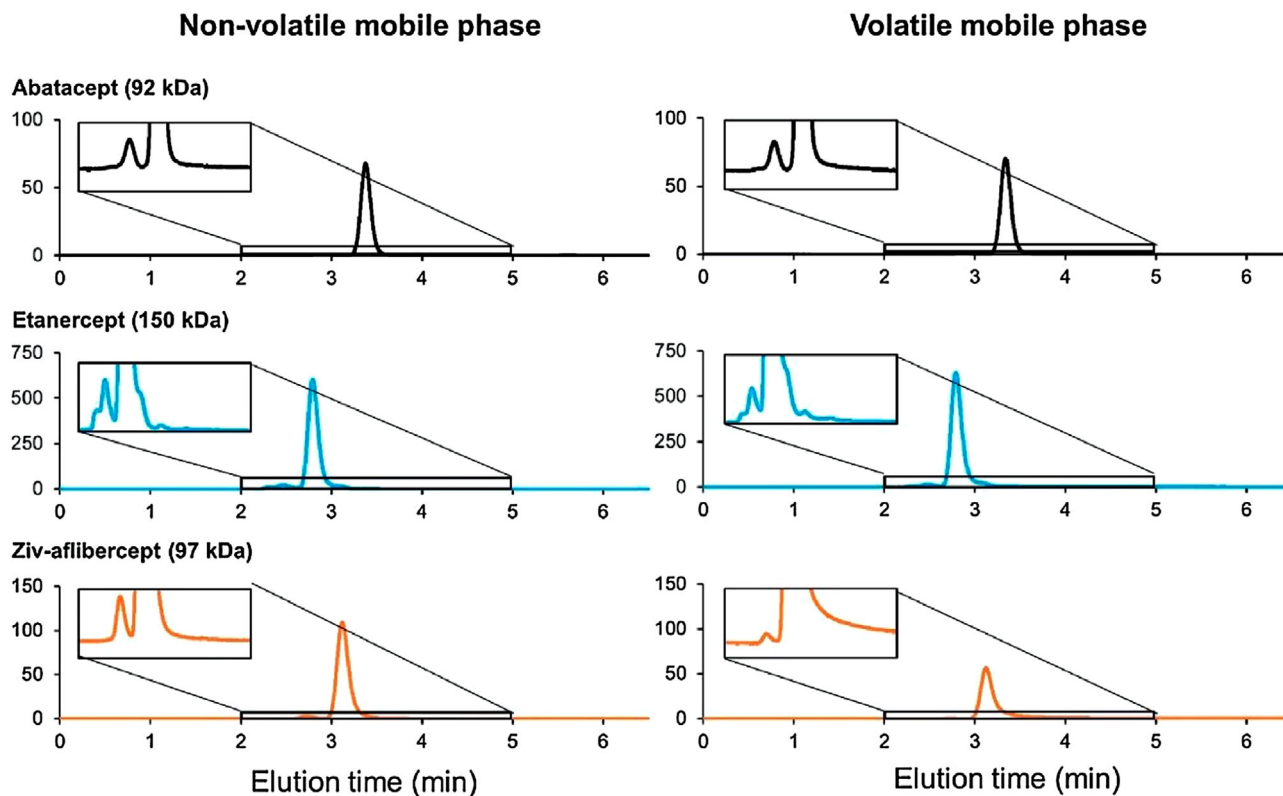 Non-volatile mobile phase
Volatile mobile phase
Abatacept (92 kDa)
100
50
0
0 1 2 3 4 5 6
100
50
0
0 1 2 3 4 5 6
Etanercept (150 kDa)
750
500
250
0
0 1 2 3 4 5 6
750
500
250
0
0 1 2 3 4 5 6
Ziv-aflibercept (97 kDa)
150
100
50
0
0 1 2 3 4 5 6
150
100
50
0
0 1 2 3 4 5 6
Elution time (min)
Elution time (min)